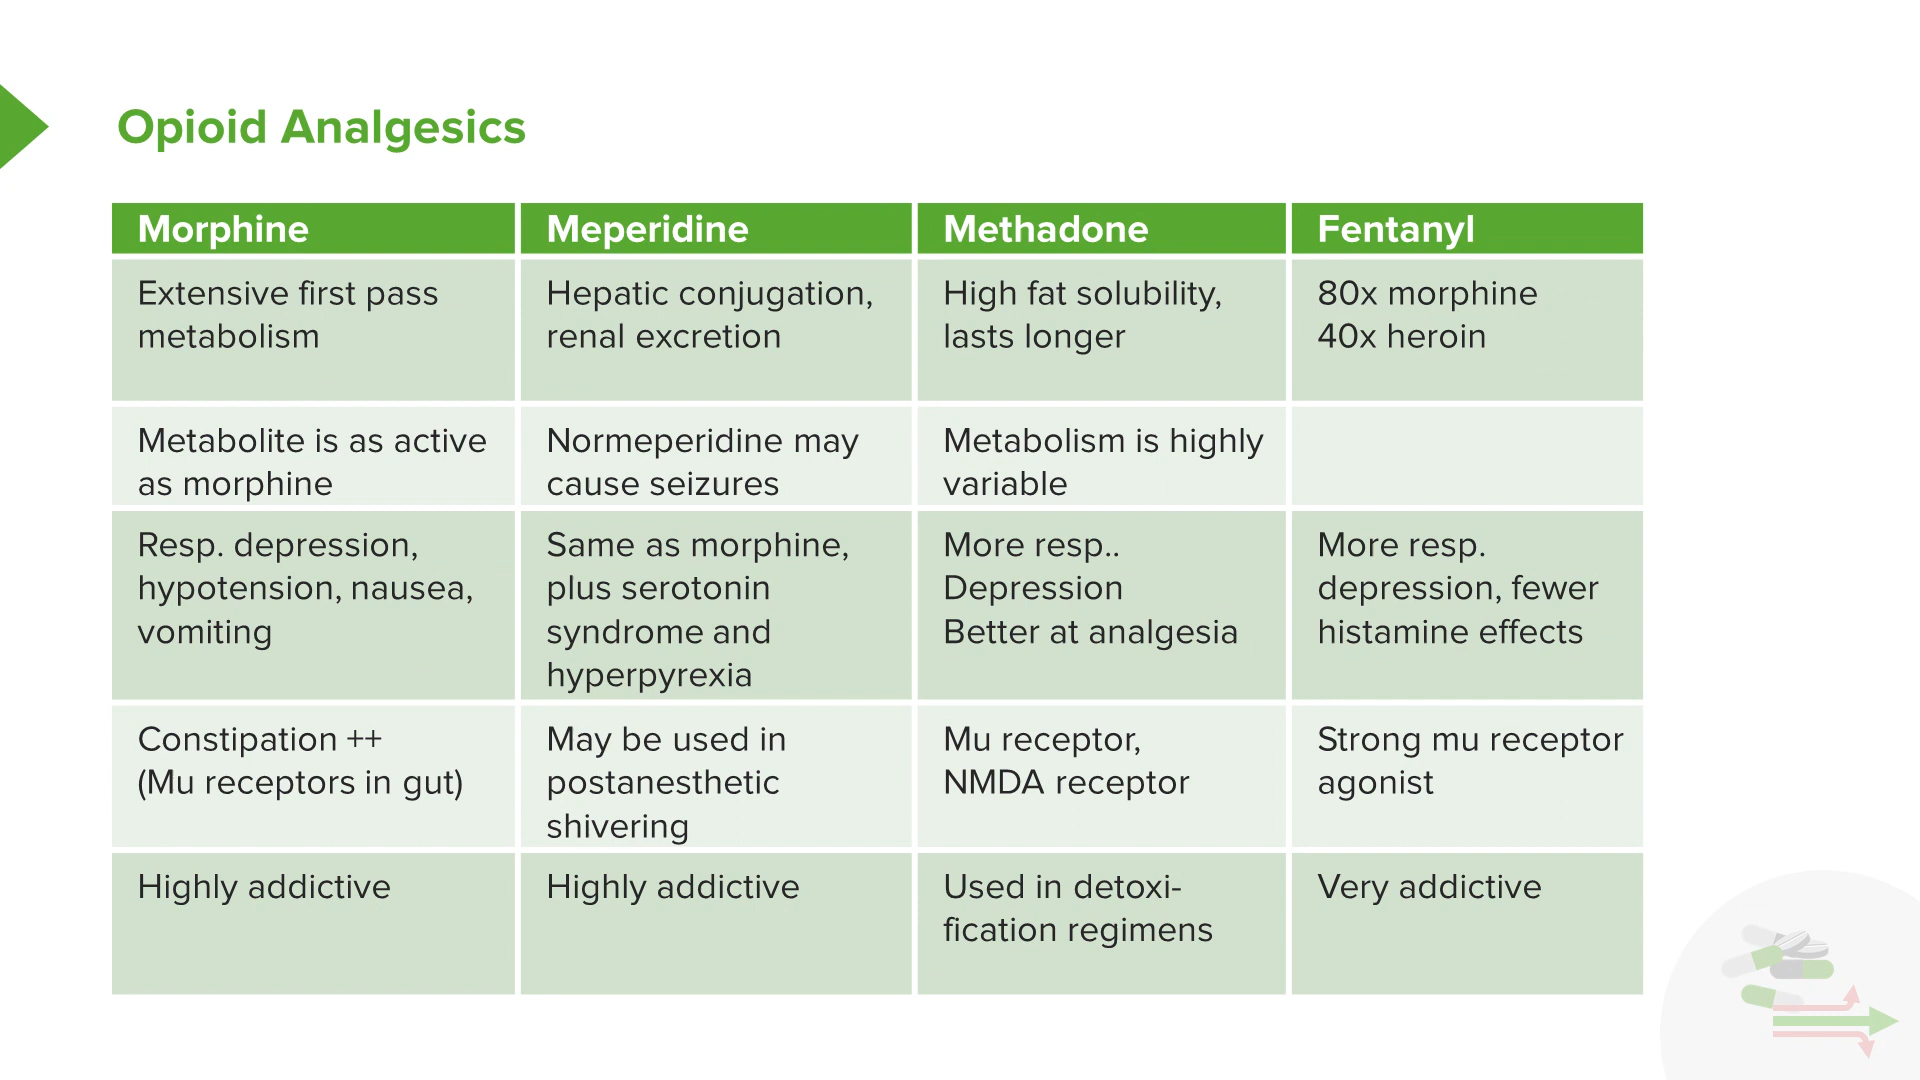 Opioid Analgesics
Morphine
Meperidine
Methadone
Fentanyl
Extensive first pass
metabolism
Hepatic conjugation,
renal excretion
High fat solubility,
lasts longer
80x morphine
40x heroin
Metabolite is as active
as morphine
Normeperidine may
cause seizures
Metabolism is highly
variable
Resp. depression,
hypotension, nausea,
vomiting
Same as morphine,
plus serotonin
syndrome and
hyperpyrexia
More resp..
Depression
Better at analgesia
More resp.
depression, fewer
histamine effects
Constipation ++
(Mu receptors in gut)
May be used in
postanesthetic
shivering
Mu receptor,
NMDA receptor
Strong mu receptor
agonist
Highly addictive
Highly addictive
Used in detoxi-
fication regimens
Very addictive